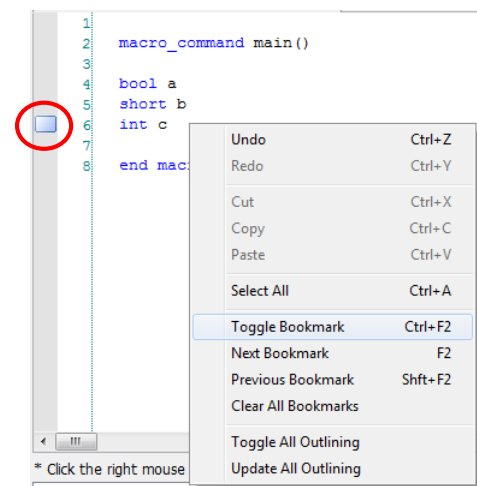 1
2 macro_command main()
3
4 bool a
5 short b
6 int c
7
8 end mac
Undo Ctrl+Z
Redo Ctrl+Y
Cut Ctrl+X
Copy Ctrl+C
Paste Ctrl+V
Select All Ctrl+A
Toggle Bookmark Ctrl+F2
Next Bookmark F2
Previous Bookmark Shft+F2
Clear All Bookmarks
Toggle All Outlining
Update All Outlining
* Click the right mouse